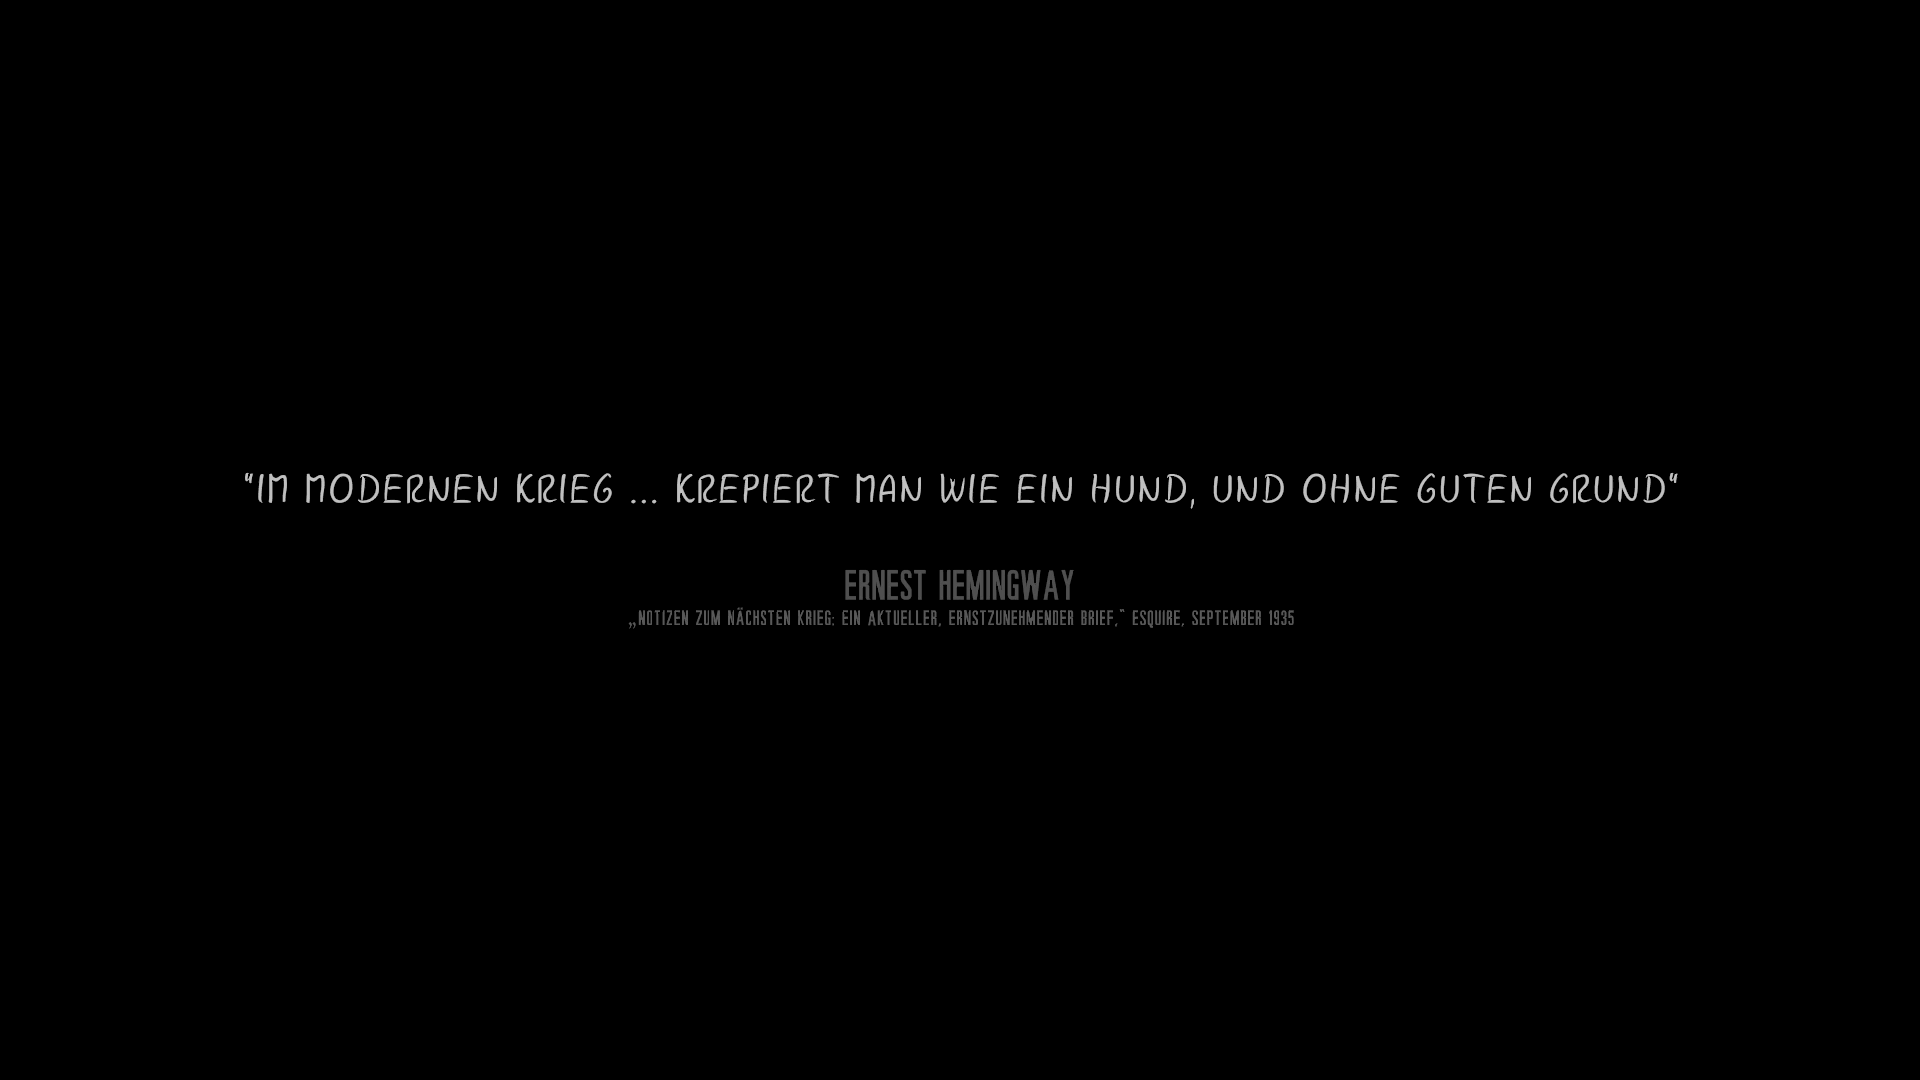 "IM MODERNEN KRIEG ... KREPIERT MAN WIE EIN HUND, UND OHNE GUTEN GRUND"
ERNEST HEMINGWAY
„NOTIZEN ZUM NÄCHSTEN KRIEG: EIN AKTUELLER, ERNSTZUNEHMENDER BRIEF," ESQUIRE, SEPTEMBER 1935